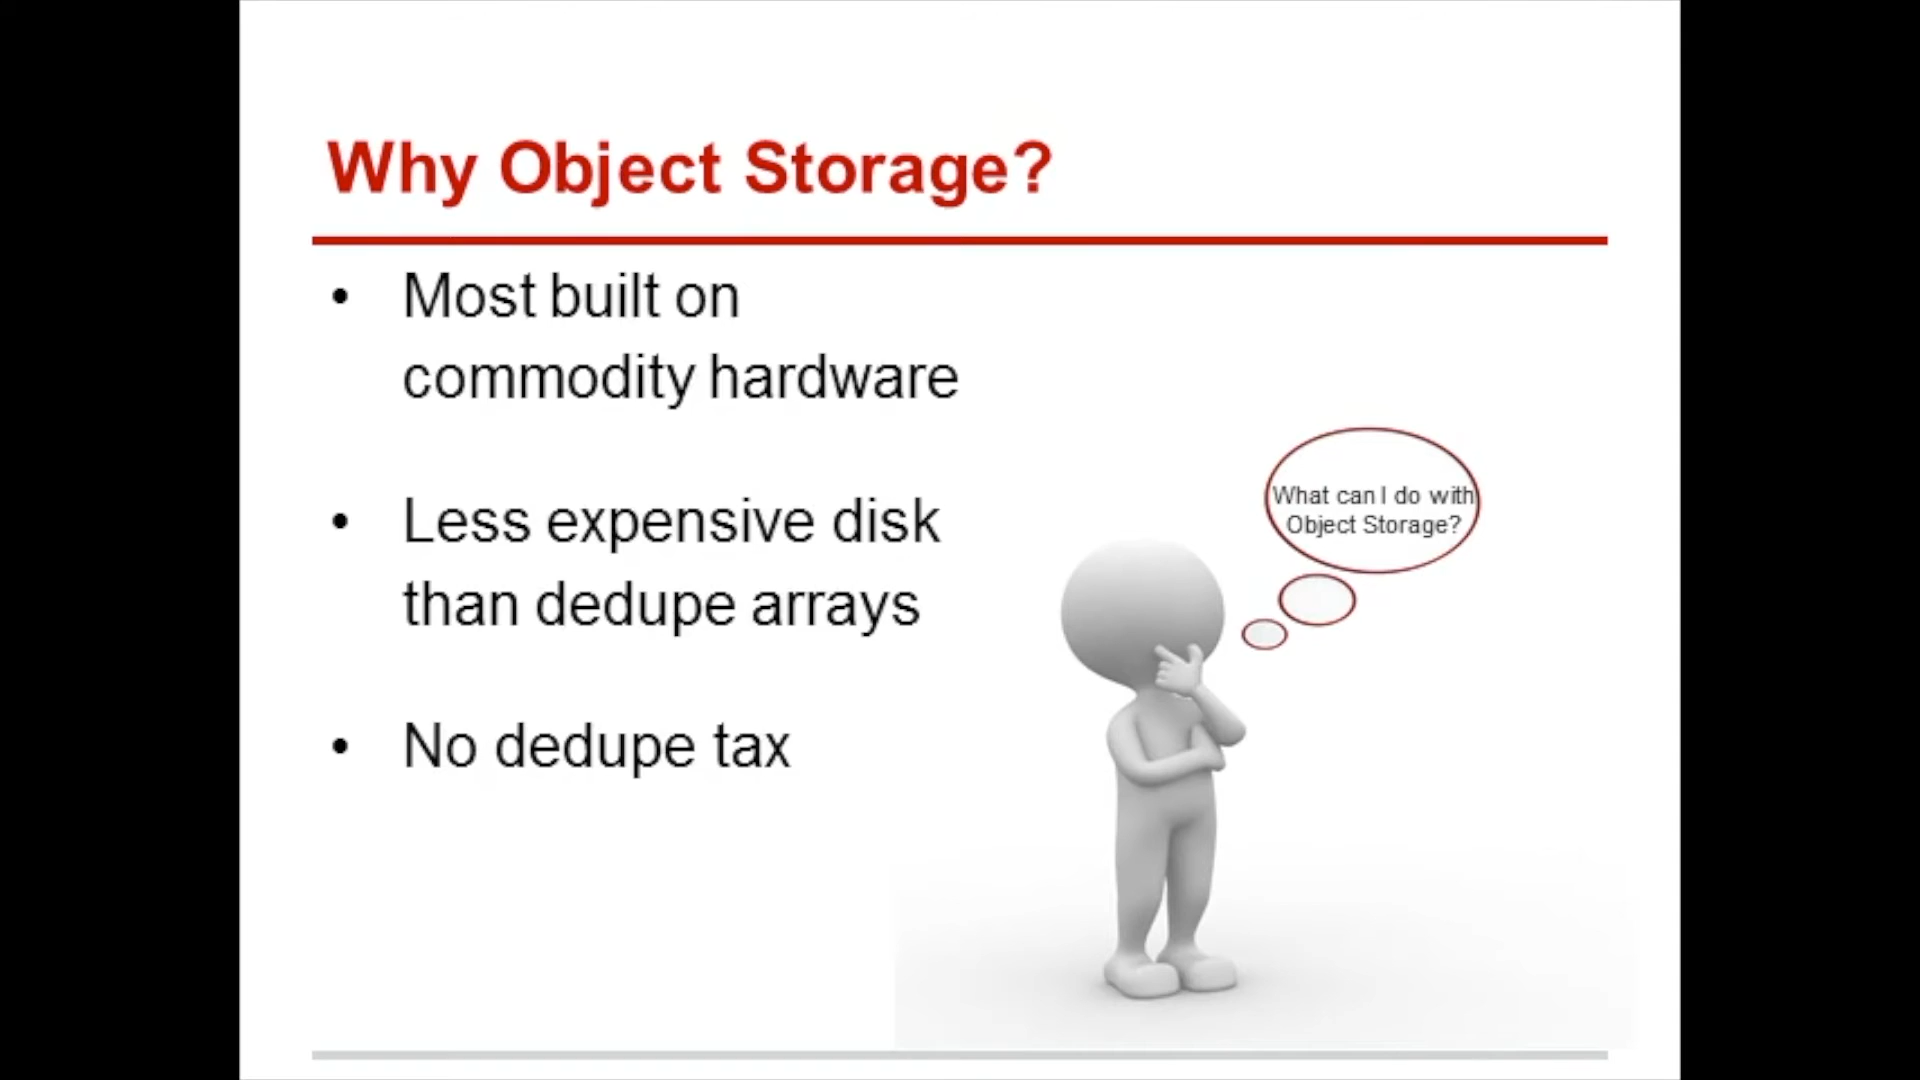 Why Object Storage?
• Most built on
commodity hardware
• Less expensive disk
than dedupe arrays
• No dedupe tax
What can I do with
Object Storage?